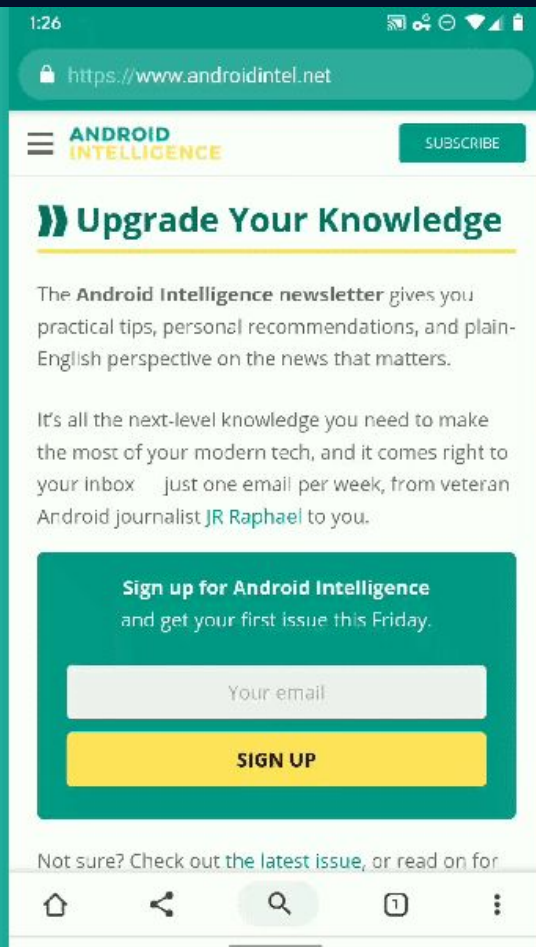 1:26
https://www.androidintel.net
ANDROID
INTELLIGENCE
SUBSCRIBE
Upgrade Your Knowledge
The Android Intelligence newsletter gives you
practical tips, personal recommendations, and plain-
English perspective on the news that matters.
It's all the next-level knowledge you need to make
the most of your modern tech, and it comes right to
your inbox just one email per week, from veteran
Android journalist JR Raphael to you.
Sign up for Android Intelligence
and get your first issue this Friday.
Your email
SIGN UP
Not sure? Check out the latest issue, or read on for
1